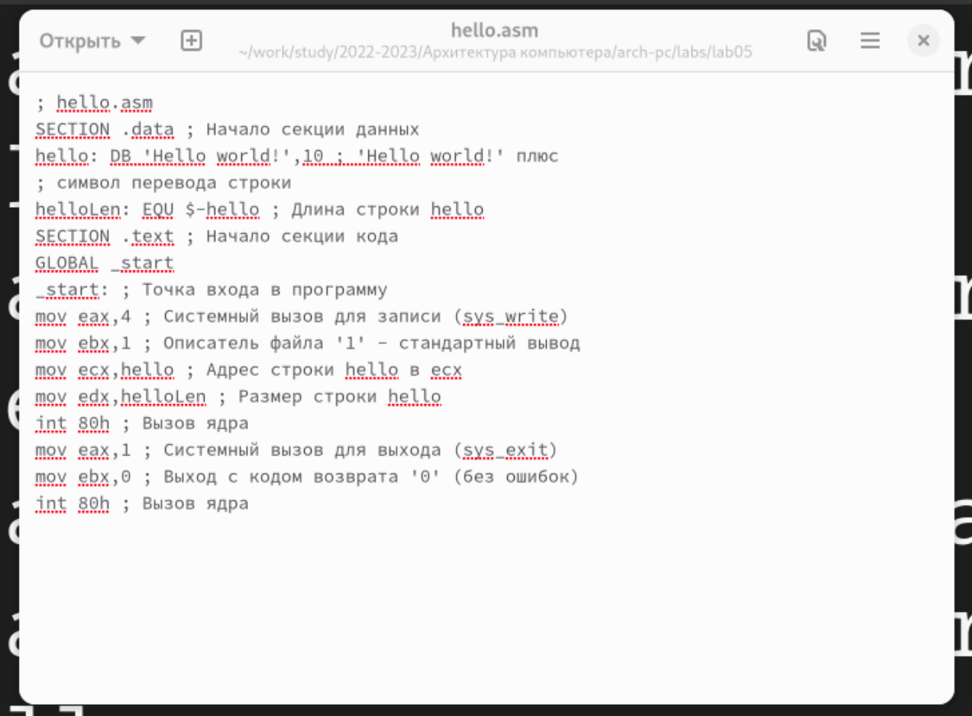 Открыть
hello.asm
~/work/study/2022-2023/Архитектура компьютера/arch-pc/labs/lab05
; hello.asm
SECTION .data ; Начало секции данных
hello: DB 'Hello world!',10 ; 'Hello world!' плюс
; символ перевода строки
helloLen: EQU $-hello ; Длина строки hello
SECTION .text ; Начало секции кода
GLOBAL _start
_start: ; Точка входа в программу
mov eax,4 ; Системный вызов для записи (sys_write)
mov ebx,1 ; Описатель файла '1' - стандартный вывод
mov ecx,hello ; Адрес строки hello в ecx
mov edx,helloLen ; Размер строки hello
int 80h ; Вызов ядра
mov eax,1 ; Системный вызов для выхода (sys_exit)
mov ebx,0 ; Выход с кодом возврата '0' (без ошибок)
int 80h ; Вызов ядра